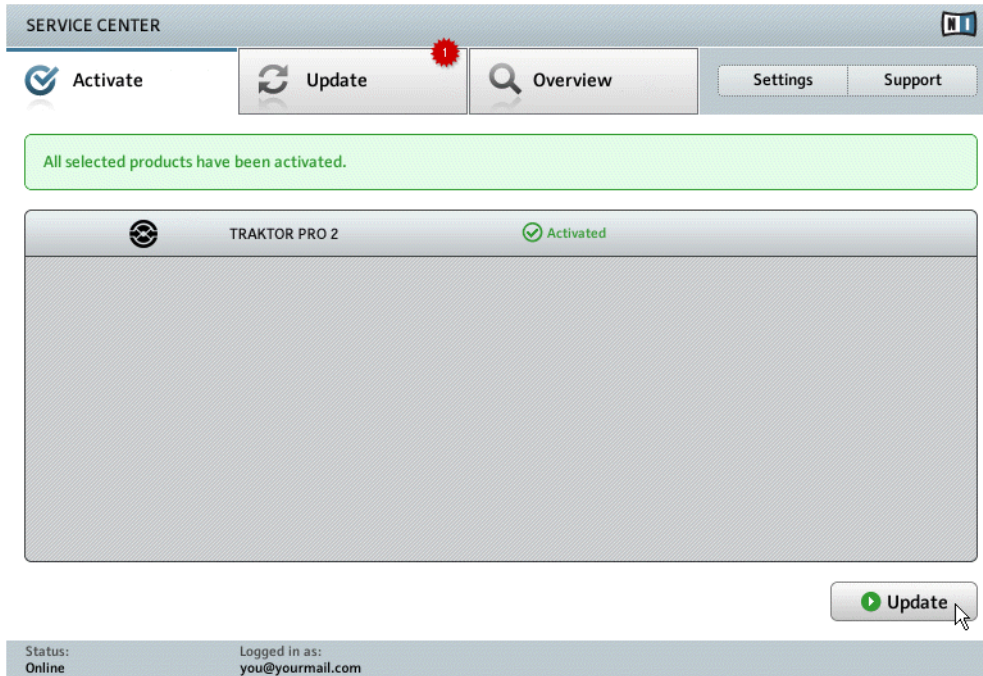 SERVICE CENTER
NI
1
Activate
Update
Overview
Settings
Support
All selected products have been activated.
TRAKTOR PRO 2
Activated
Update
Status:
Logged in as:
Online
you@yourmail.com